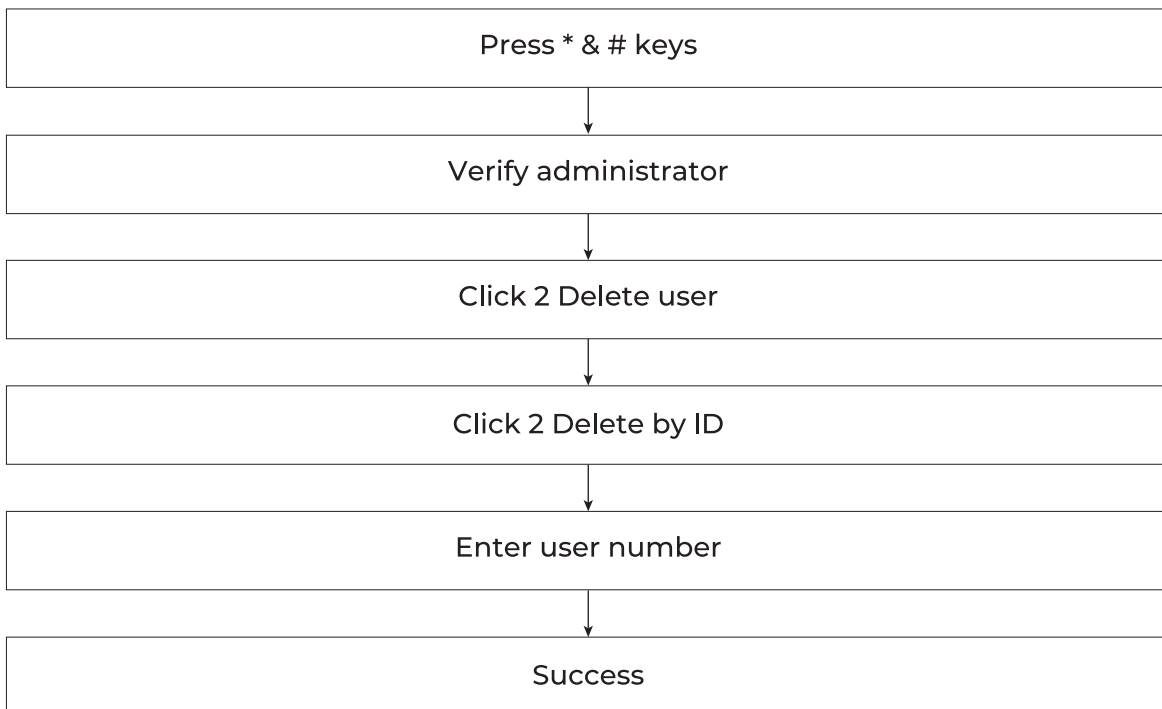 Press * & # keys
Verify administrator
Click 2 Delete user
Click 2 Delete by ID
Enter user number
Success